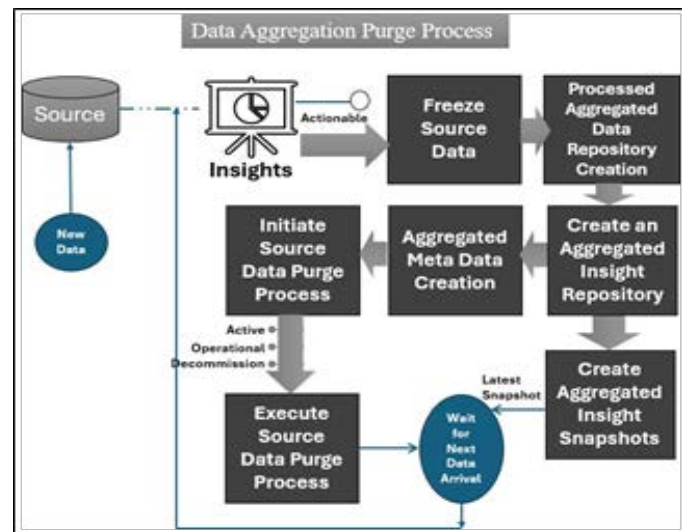 Data Aggregation Purge Process
Source
New
Data
Insights
Actionable
Freeze
Source
Data
Processed
Aggregated
Data
Repository
Creation
Initiate
Source
Data Purge
Process
Aggregated
Meta Data
Creation
Create an
Aggregated
Insight
Repository
Active
Operational
Decommission
Execute
Source
Data Purge
Process
Wait
for
Next
Data
Arrival
Latest
Snapshot
Create
Aggregated
Insight
Snapshots